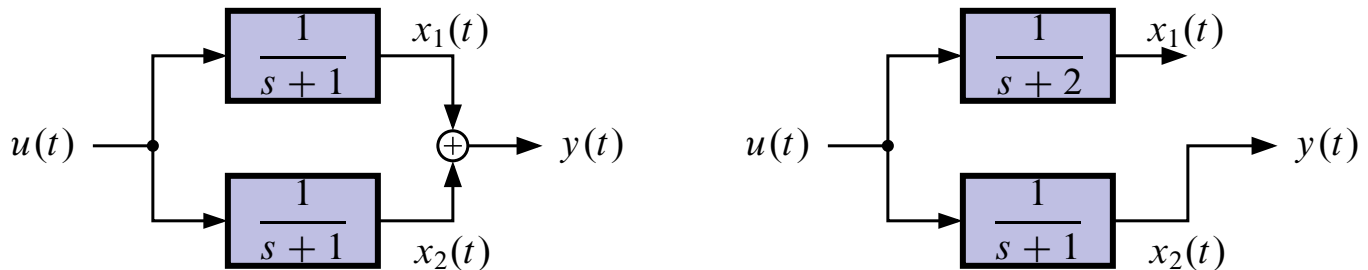 x₁(t)
1
s + 1
u(t)
+
y(t)
1
s + 1
x₂(t)
x₁(t)
1
s + 2
u(t)
y(t)
1
s + 1
x₂(t)